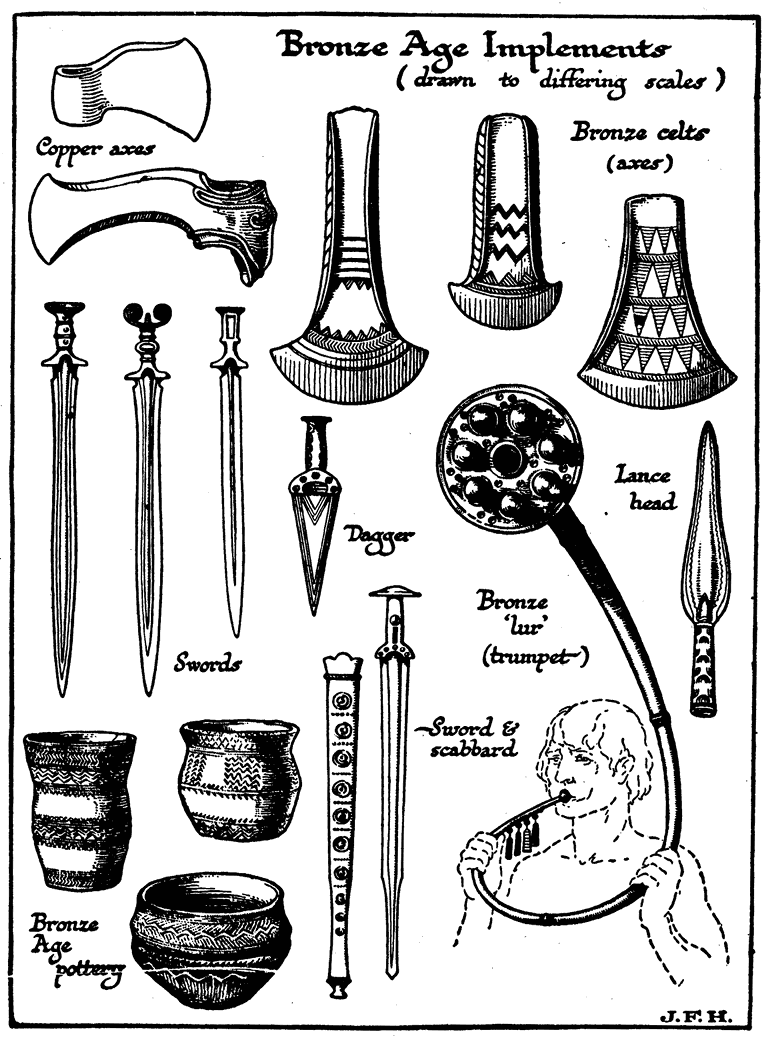 Bronze Age Implements
( drawn to differing scales )
Copper axes
Bronze celts
(axes)
Lance
head
Dagger
Bronze
'lur'
(trumpet)
Swords
Sword &
scabbard
Bronze
Age
pottery
J.F.H.